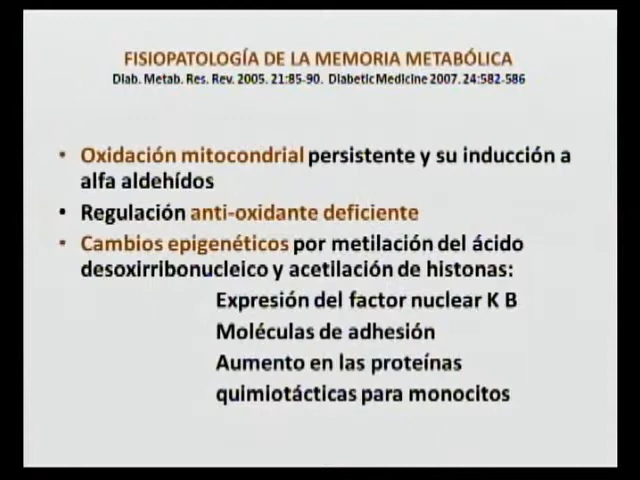 FISIOPATOLOGÍA DE LA MEMORIA METABÓLICA
Diab. Metab. Res. Rev. 2005. 21:85-90. Diabetic Medicine 2007. 24:582-586
• Oxidación mitocondrial persistente y su inducción a
alfa aldehídos
• Regulación anti-oxidante deficiente
• Cambios epigenéticos por metilación del ácido
desoxirribonucleico y acetilación de histonas:
Expresión del factor nuclear K B
Moléculas de adhesión
Aumento en las proteínas
quimiotácticas para monocitos